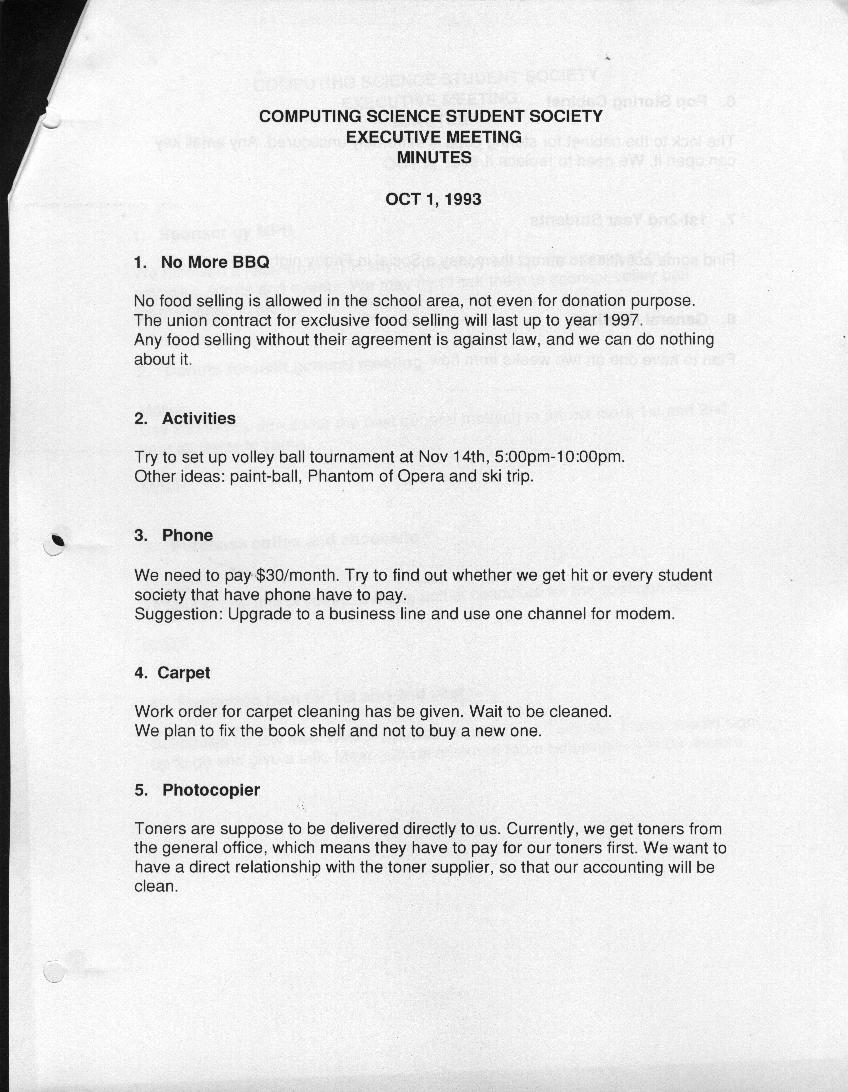 COMPUTING SCIENCE STUDENT SOCIETY
EXECUTIVE MEETING
MINUTES
OCT 1, 1993
1. No More BBQ
No food selling is allowed in the school area, not even for donation purpose.
The union contract for exclusive food selling will last up to year 1997.
Any food selling without their agreement is against law, and we can do nothing
about it.
2. Activities
Try to set up volley ball tournament at Nov 14th, 5:00pm-10:00pm.
Other ideas: paint-ball, Phantom of Opera and ski trip.
3. Phone
We need to pay $30/month. Try to find out whether we get hit or every student
society that have phone have to pay.
Suggestion: Upgrade to a business line and use one channel for modem.
4. Carpet
Work order for carpet cleaning has be given. Wait to be cleaned.
We plan to fix the book shelf and not to buy a new one.
5. Photocopier
Toners are suppose to be delivered directly to us. Currently, we get toners from
the general office, which means they have to pay for our toners first. We want to
have a direct relationship with the toner supplier, so that our accounting will be
clean.